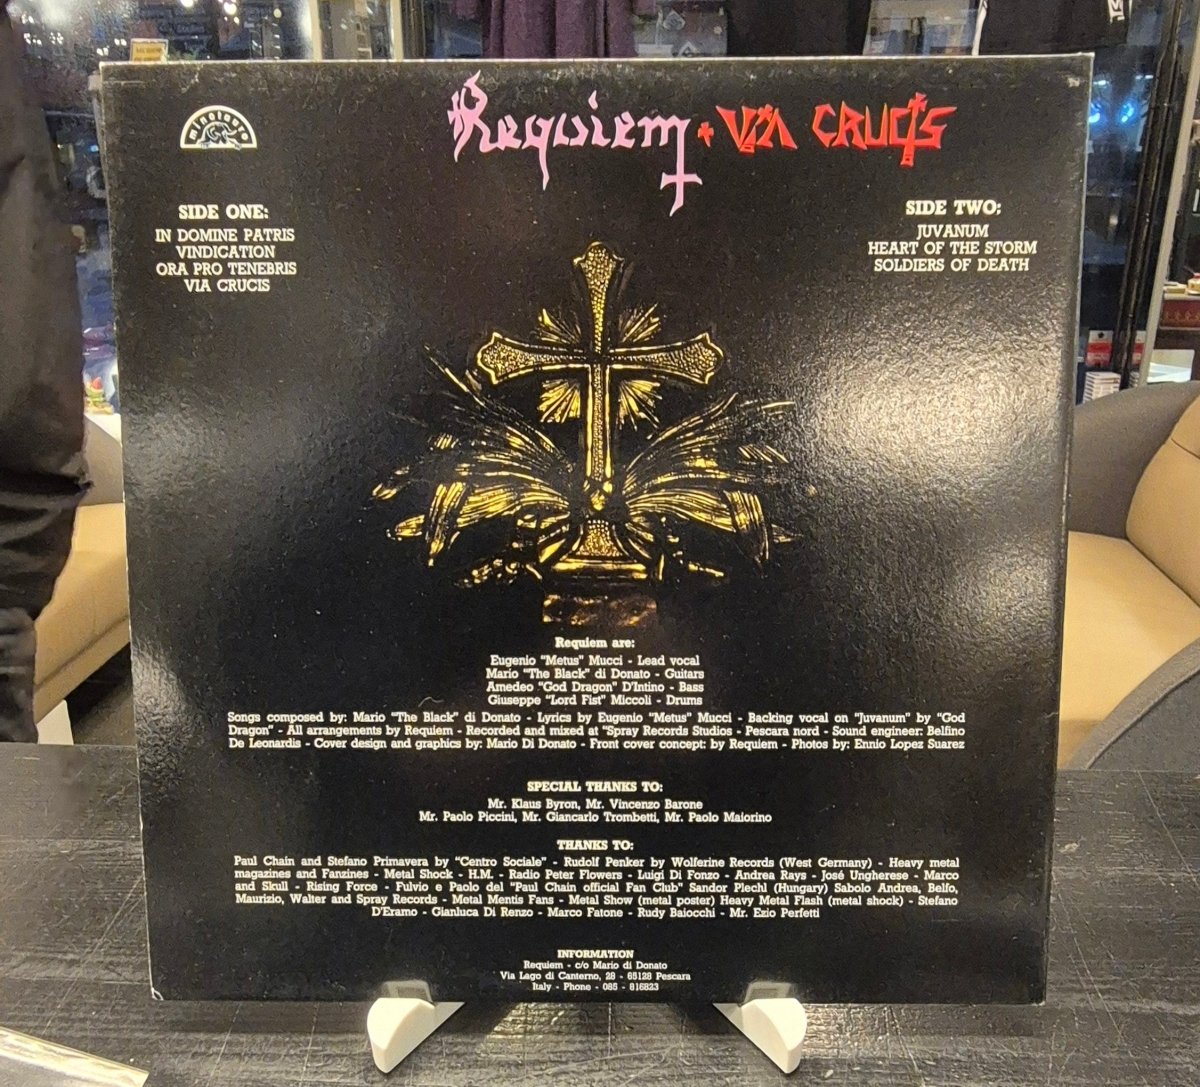 minotauro
Requiem + VIA CRUCIS
SIDE ONE:
IN DOMINE PATRIS
VINDICATION
ORA PRO TENEBRIS
VIA CRUCIS
SIDE TWO:
JUVANUM
HEART OF THE STORM
SOLDIERS OF DEATH
Requiem are:
Eugenio "Metus" Mucci - Lead vocal
Mario "The Black" di Donato - Guitars
Amedeo "God Dragon" D'Intino - Bass
Giuseppe "Lord Fist" Miccoli - Drums
Songs composed by: Mario "The Black" di Donato - Lyrics by Eugenio "Metus" Mucci - Backing vocal on "Juvanum" by "God
Dragon" - All arrangements by Requiem - Recorded and mixed at "Spray Records Studios - Pescara nord - Sound engineer: Belfino
De Leonardis - Cover design and graphics by: Mario Di Donato - Front cover concept: by Requiem - Photos by: Ennio Lopez Suarez
SPECIAL THANKS TO:
Mr. Klaus Byron, Mr. Vincenzo Barone
Mr. Paolo Piccini, Mr. Giancarlo Trombetti, Mr. Paolo Maiorino
THANKS TO:
Paul Chain and Stefano Primavera by "Centro Sociale" - Rudolf Penker by Wolferine Records (West Germany) - Heavy metal
magazines and Fanzines - Metal Shock - H.M. - Radio Peter Flowers - Luigi Di Fonzo - Andrea Rays - José Ungherese - Marco
and Skull - Rising Force - Fulvio e Paolo del "Paul Chain official Fan Club" Sandor Plechl (Hungary) Sabolo Andrea, Belfo,
Maurizio, Walter and Spray Records - Metal Mentis Fans - Metal Show (metal poster) Heavy Metal Flash (metal shock) - Stefano
D'Eramo - Gianluca Di Renzo - Marco Fatone - Rudy Baiocchi - Mr. Ezio Perfetti
INFORMATION
Requiem - c/o Mario di Donato
Via Lago di Canterno, 28 - 65128 Pescara
Italy - Phone - 085 - 816823